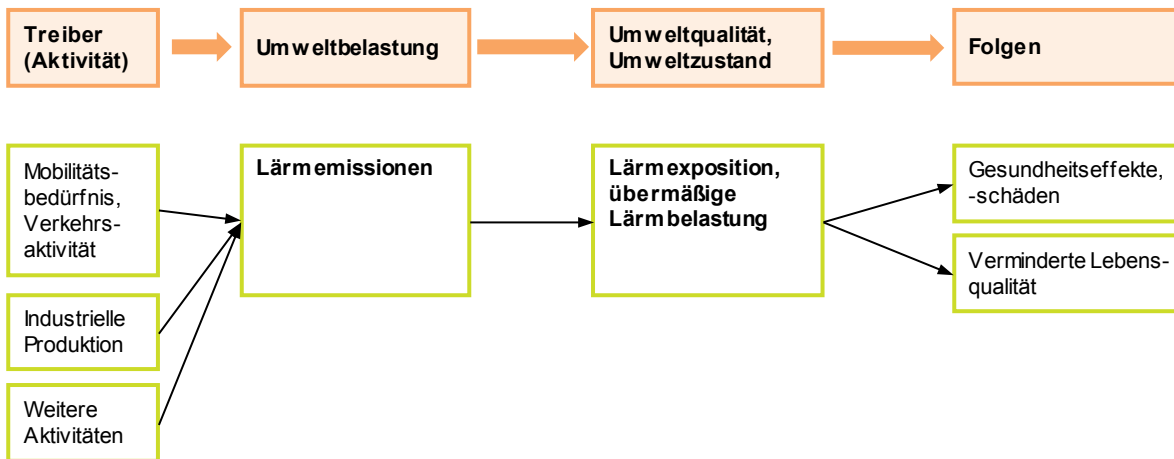 Treiber
(Aktivität)
Umweltbelastung
Umweltqualität,
Umweltzustand
Folgen
Mobilitäts-
bedürfnis,
Verkehrs-
aktivität
Industrielle
Produktion
Weitere
Aktivitäten
Lärmemissionen
Lärmexposition,
übermäßige
Lärmbelastung
Gesundheitseffekte,
-schäden
Verminderte Lebens-
qualität